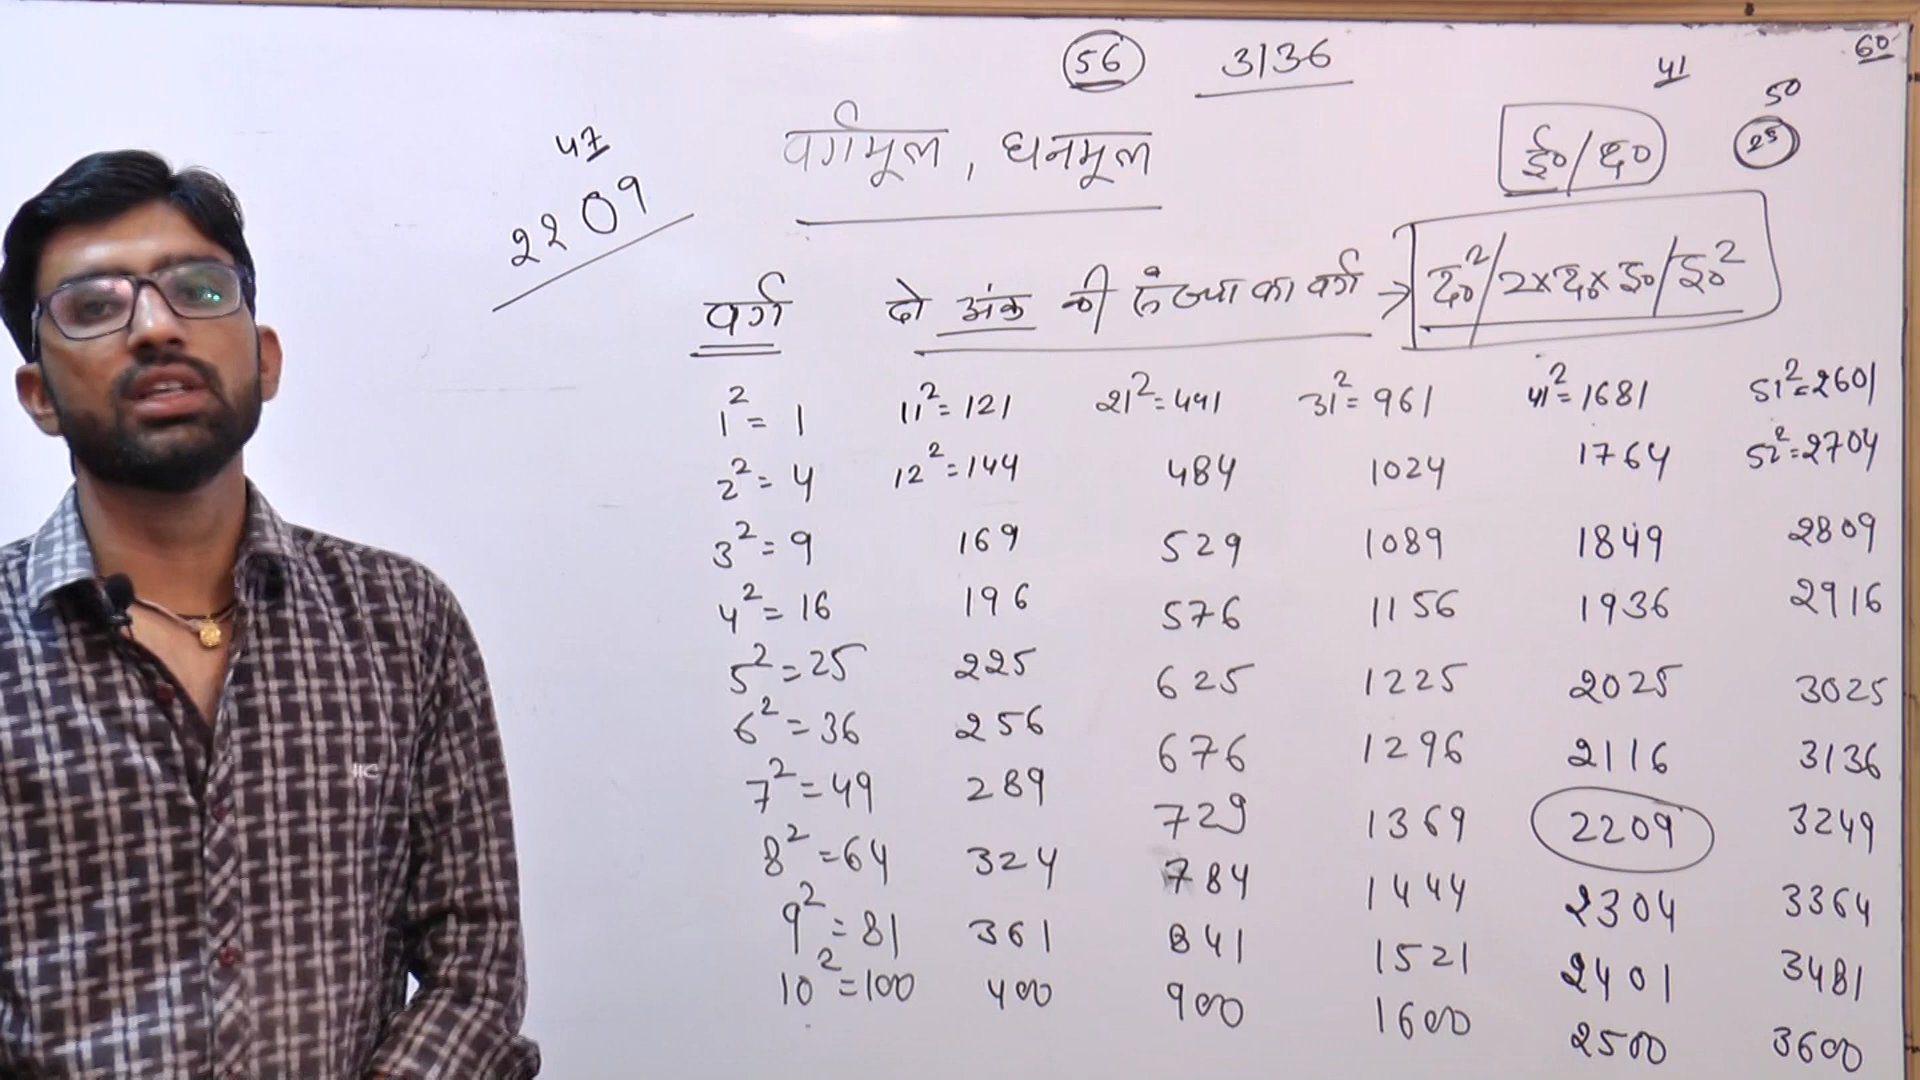 56 3136 41 60
50
47 वर्गमूल, घनमूल ई०/द० 25
2209
वर्ग दो अंक की संख्या का वर्ग → द०²/2×द०×इ०/इ०²
1²=1 11²=121 21²=441 31²=961 41²=1681 51²=2601
2²=4 12²=144 484 1024 1764 52²=2704
3²=9 169 529 1089 1849 2809
4²=16 196 576 1156 1936 2916
5²=25 225 625 1225 2025 3025
6²=36 256 676 1296 2116 3136
7²=49 289 729 1369 2209 3249
8²=64 324 784 1444 2304 3364
9²=81 361 841 1521 2401 3481
10²=100 400 900 1600 2500 3600